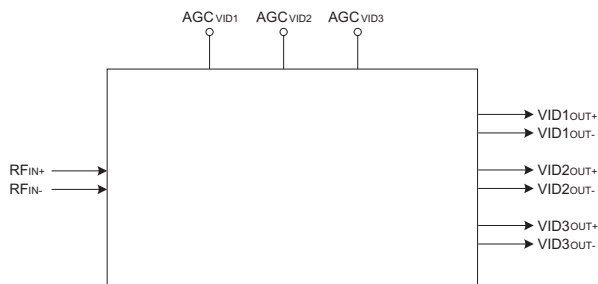 AGCVID1 AGCVID2 AGCVID3
VID1OUT+
VID1OUT-
RFIN+
RFIN-
VID2OUT+
VID2OUT-
VID3OUT+
VID3OUT-